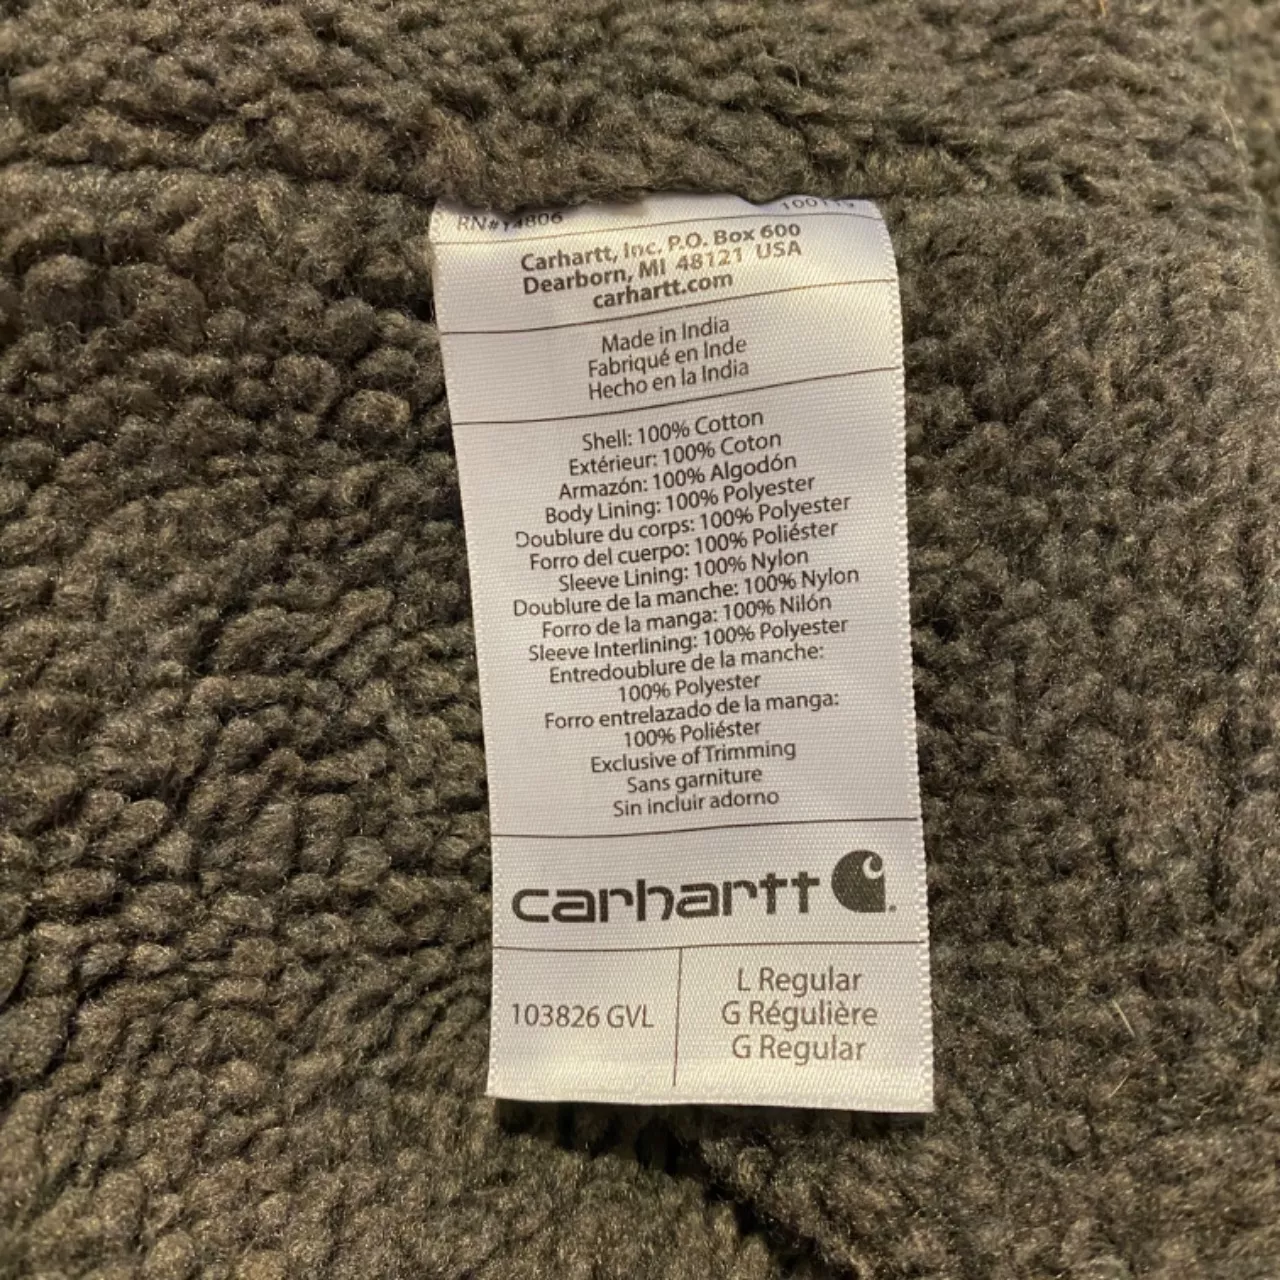 RN#14806
Carhartt, Inc. P.O. Box 600
Dearborn, MI 48121 USA
carhartt.com
Made in India
Fabriqué en Inde
Hecho en la India
Shell: 100% Cotton
Extérieur: 100% Coton
Armazón: 100% Algodón
Body Lining: 100% Polyester
Doublure du corps: 100% Polyester
Forro del cuerpo: 100% Poliéster
Sleeve Lining: 100% Nylon
Doublure de la manche: 100% Nylon
Forro de la manga: 100% Nilón
Sleeve Interlining: 100% Polyester
Entredoublure de la manche:
100% Polyester
Forro entrelazado de la manga:
100% Poliéster
Exclusive of Trimming
Sans garniture
Sin incluir adorno
carhartt
103826 GVL
L Regular
G Régulière
G Regular